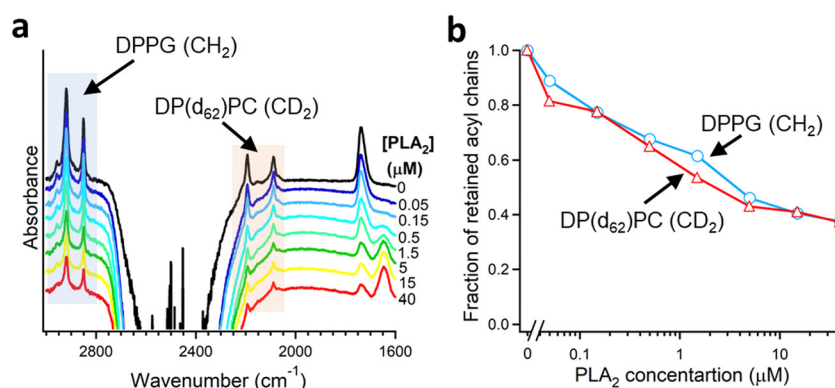 a
DPPG (CH₂)
DP(d₆₂)PC (CD₂)
[PLA₂]
(μM)
0
0.05
0.15
0.5
1.5
5
15
40
Absorbance
2800
2400
2000
1600
Wavenumber (cm⁻¹)
b
1.0
0.8
0.6
0.4
0.2
0.0
Fraction of retained acyl chains
DPPG (CH₂)
DP(d₆₂)PC (CD₂)
0
0.1
1
10
PLA₂ concentartion (μM)